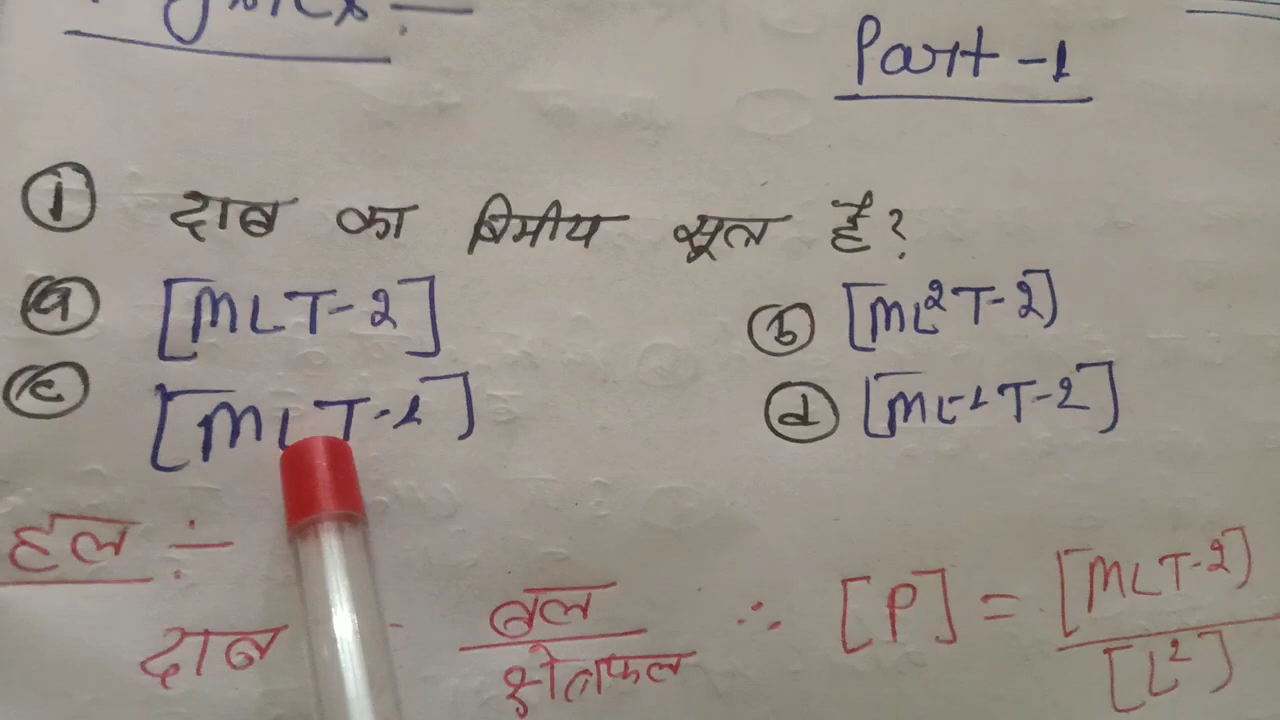 Part-1
① दाब का विमीय सूत्र है?
ⓐ [MLT-2] ⓑ [ML²T-2]
ⓒ [MLT-1] ⓓ [ML-1T-2]
हल ÷
दाब - बल / क्षेत्रफल ∴ [P] = [MLT-2] / [L²]